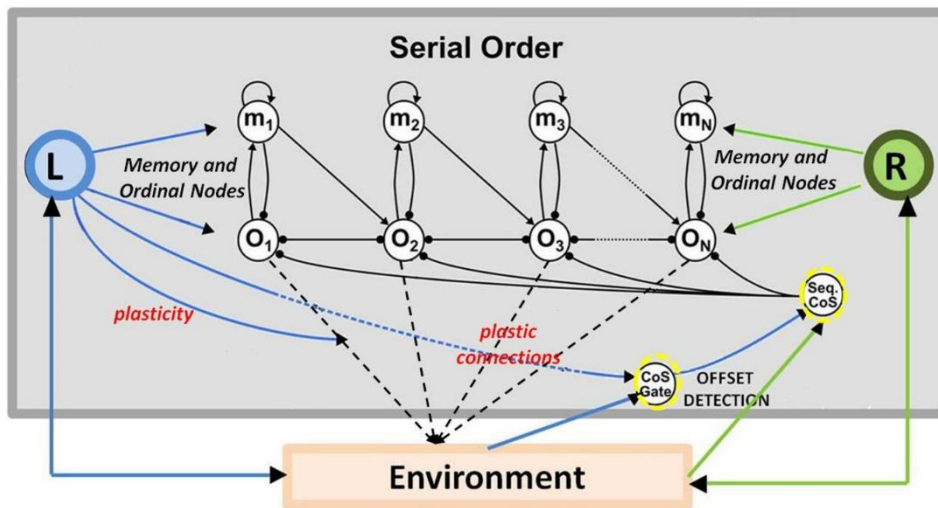 Serial Order
m1
m2
m3
mN
L
Memory and
Ordinal Nodes
Memory and
Ordinal Nodes
R
O1
O2
O3
ON
Seq.
CoS
plasticity
plastic
connections
CoS
Gate
OFFSET
DETECTION
Environment